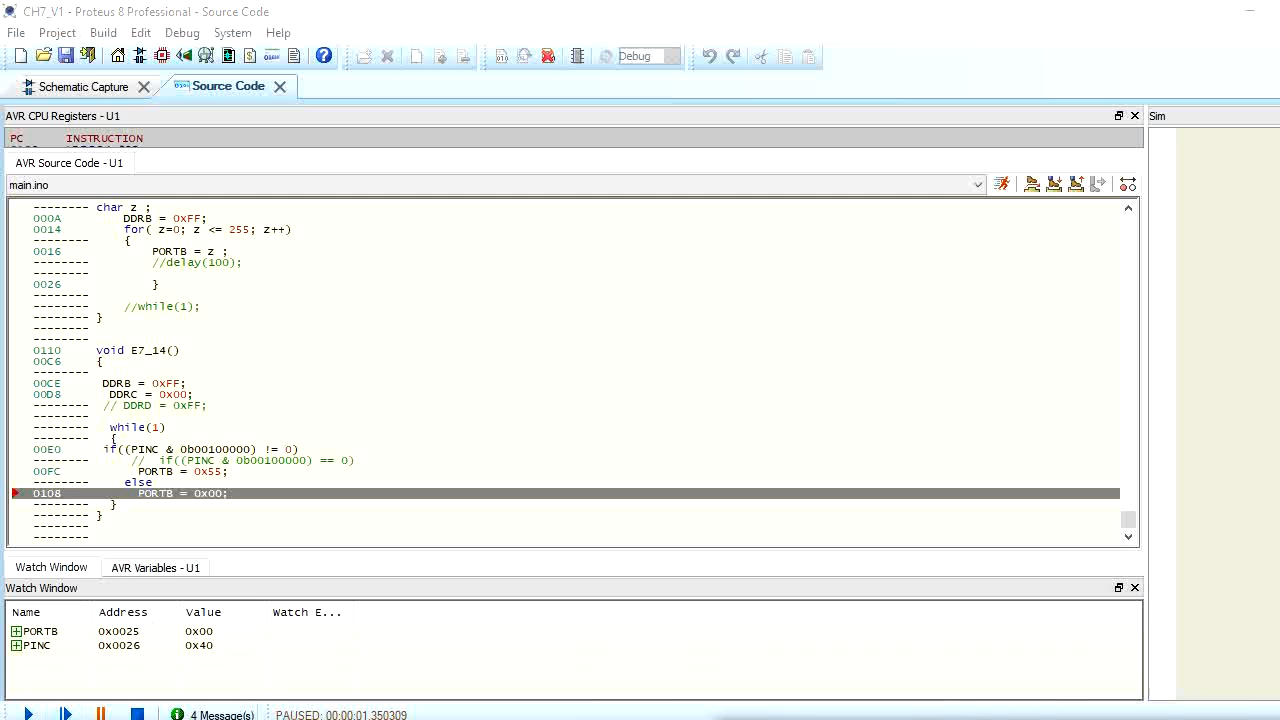 CH7_V1 - Proteus 8 Professional - Source Code
File Project Build Edit Debug System Help
Debug
Schematic Capture Source Code
AVR CPU Registers - U1 Sim
PC INSTRUCTION
AVR Source Code - U1
main.ino
-------- char z ;
000A DDRB = 0xFF;
0014 for( z=0; z <= 255; z++)
-------- {
0016 PORTB = z ;
-------- //delay(100);
--------
0026 }
--------
-------- //while(1);
-------- }
--------
--------
0110 void E7_14()
00C6 {
--------
00CE DDRB = 0xFF;
00D8 DDRC = 0x00;
-------- // DDRD = 0xFF;
--------
-------- while(1)
-------- {
00E0 if((PINC & 0b00100000) != 0)
-------- // if((PINC & 0b00100000) == 0)
00FC PORTB = 0x55;
-------- else
0108 PORTB = 0x00;
-------- }
-------- }
--------
--------
Watch Window AVR Variables - U1
Watch Window
Name Address Value Watch E...
PORTB 0x0025 0x00
PINC 0x0026 0x40
4 Message(s) PAUSED: 00:00:01.350309